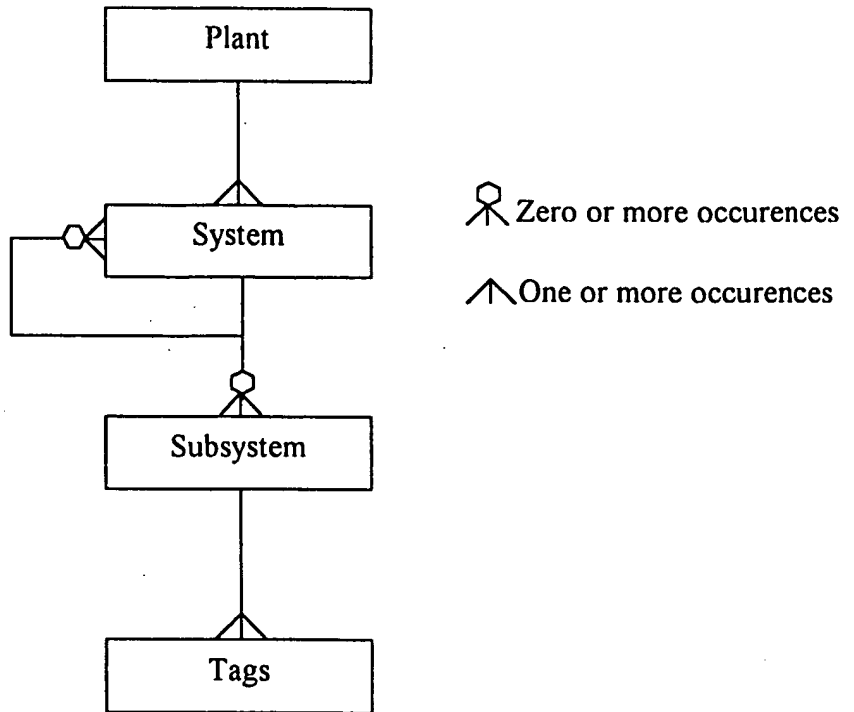 Plant
System
Zero or more occurences
One or more occurences
Subsystem
Tags